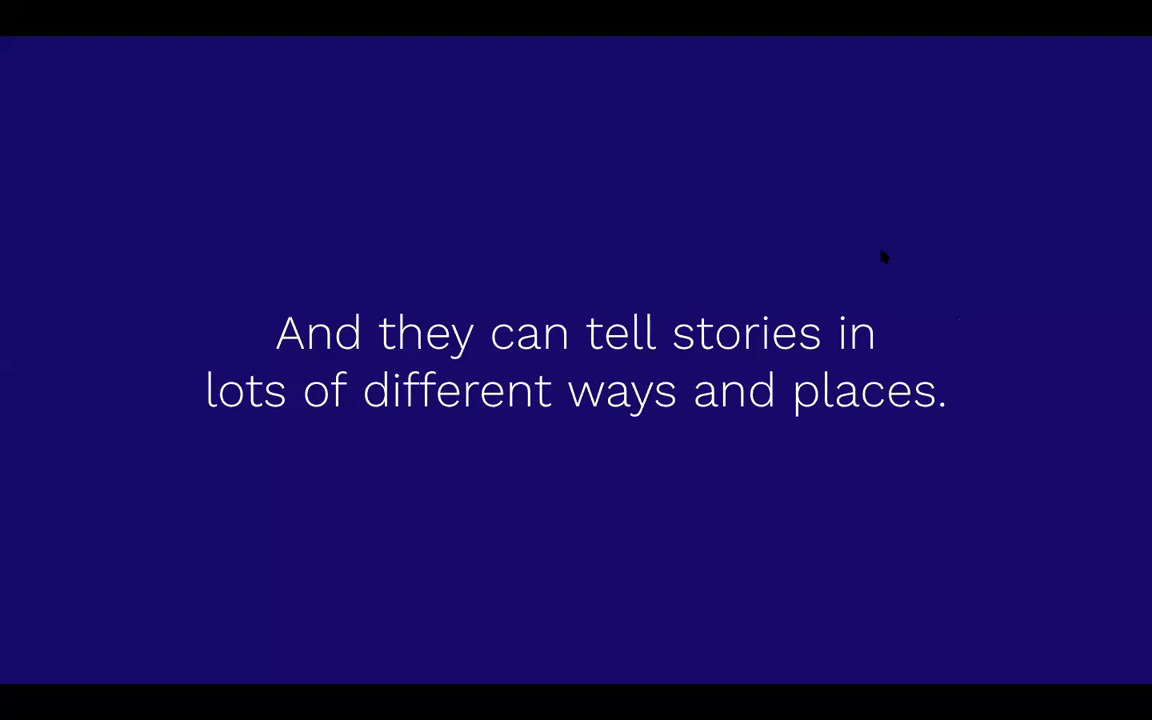 And they can tell stories in
lots of different ways and places.